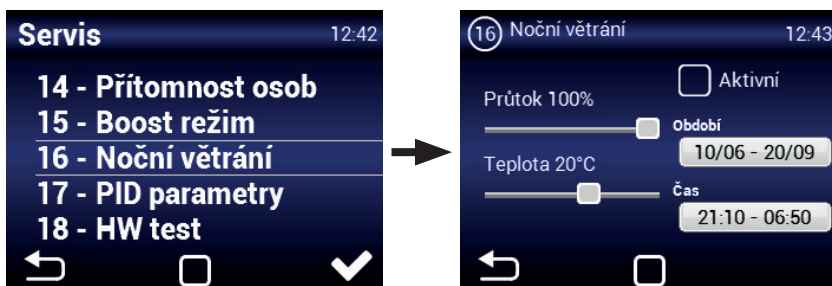 Servis 12:42
14 - Přítomnost osob
15 - Boost režim
16 - Noční větrání
17 - PID parametry
18 - HW test
16 Noční větrání 12:43
Aktivní
Průtok 100%
Období
10/06 - 20/09
Teplota 20°C
Čas
21:10 - 06:50